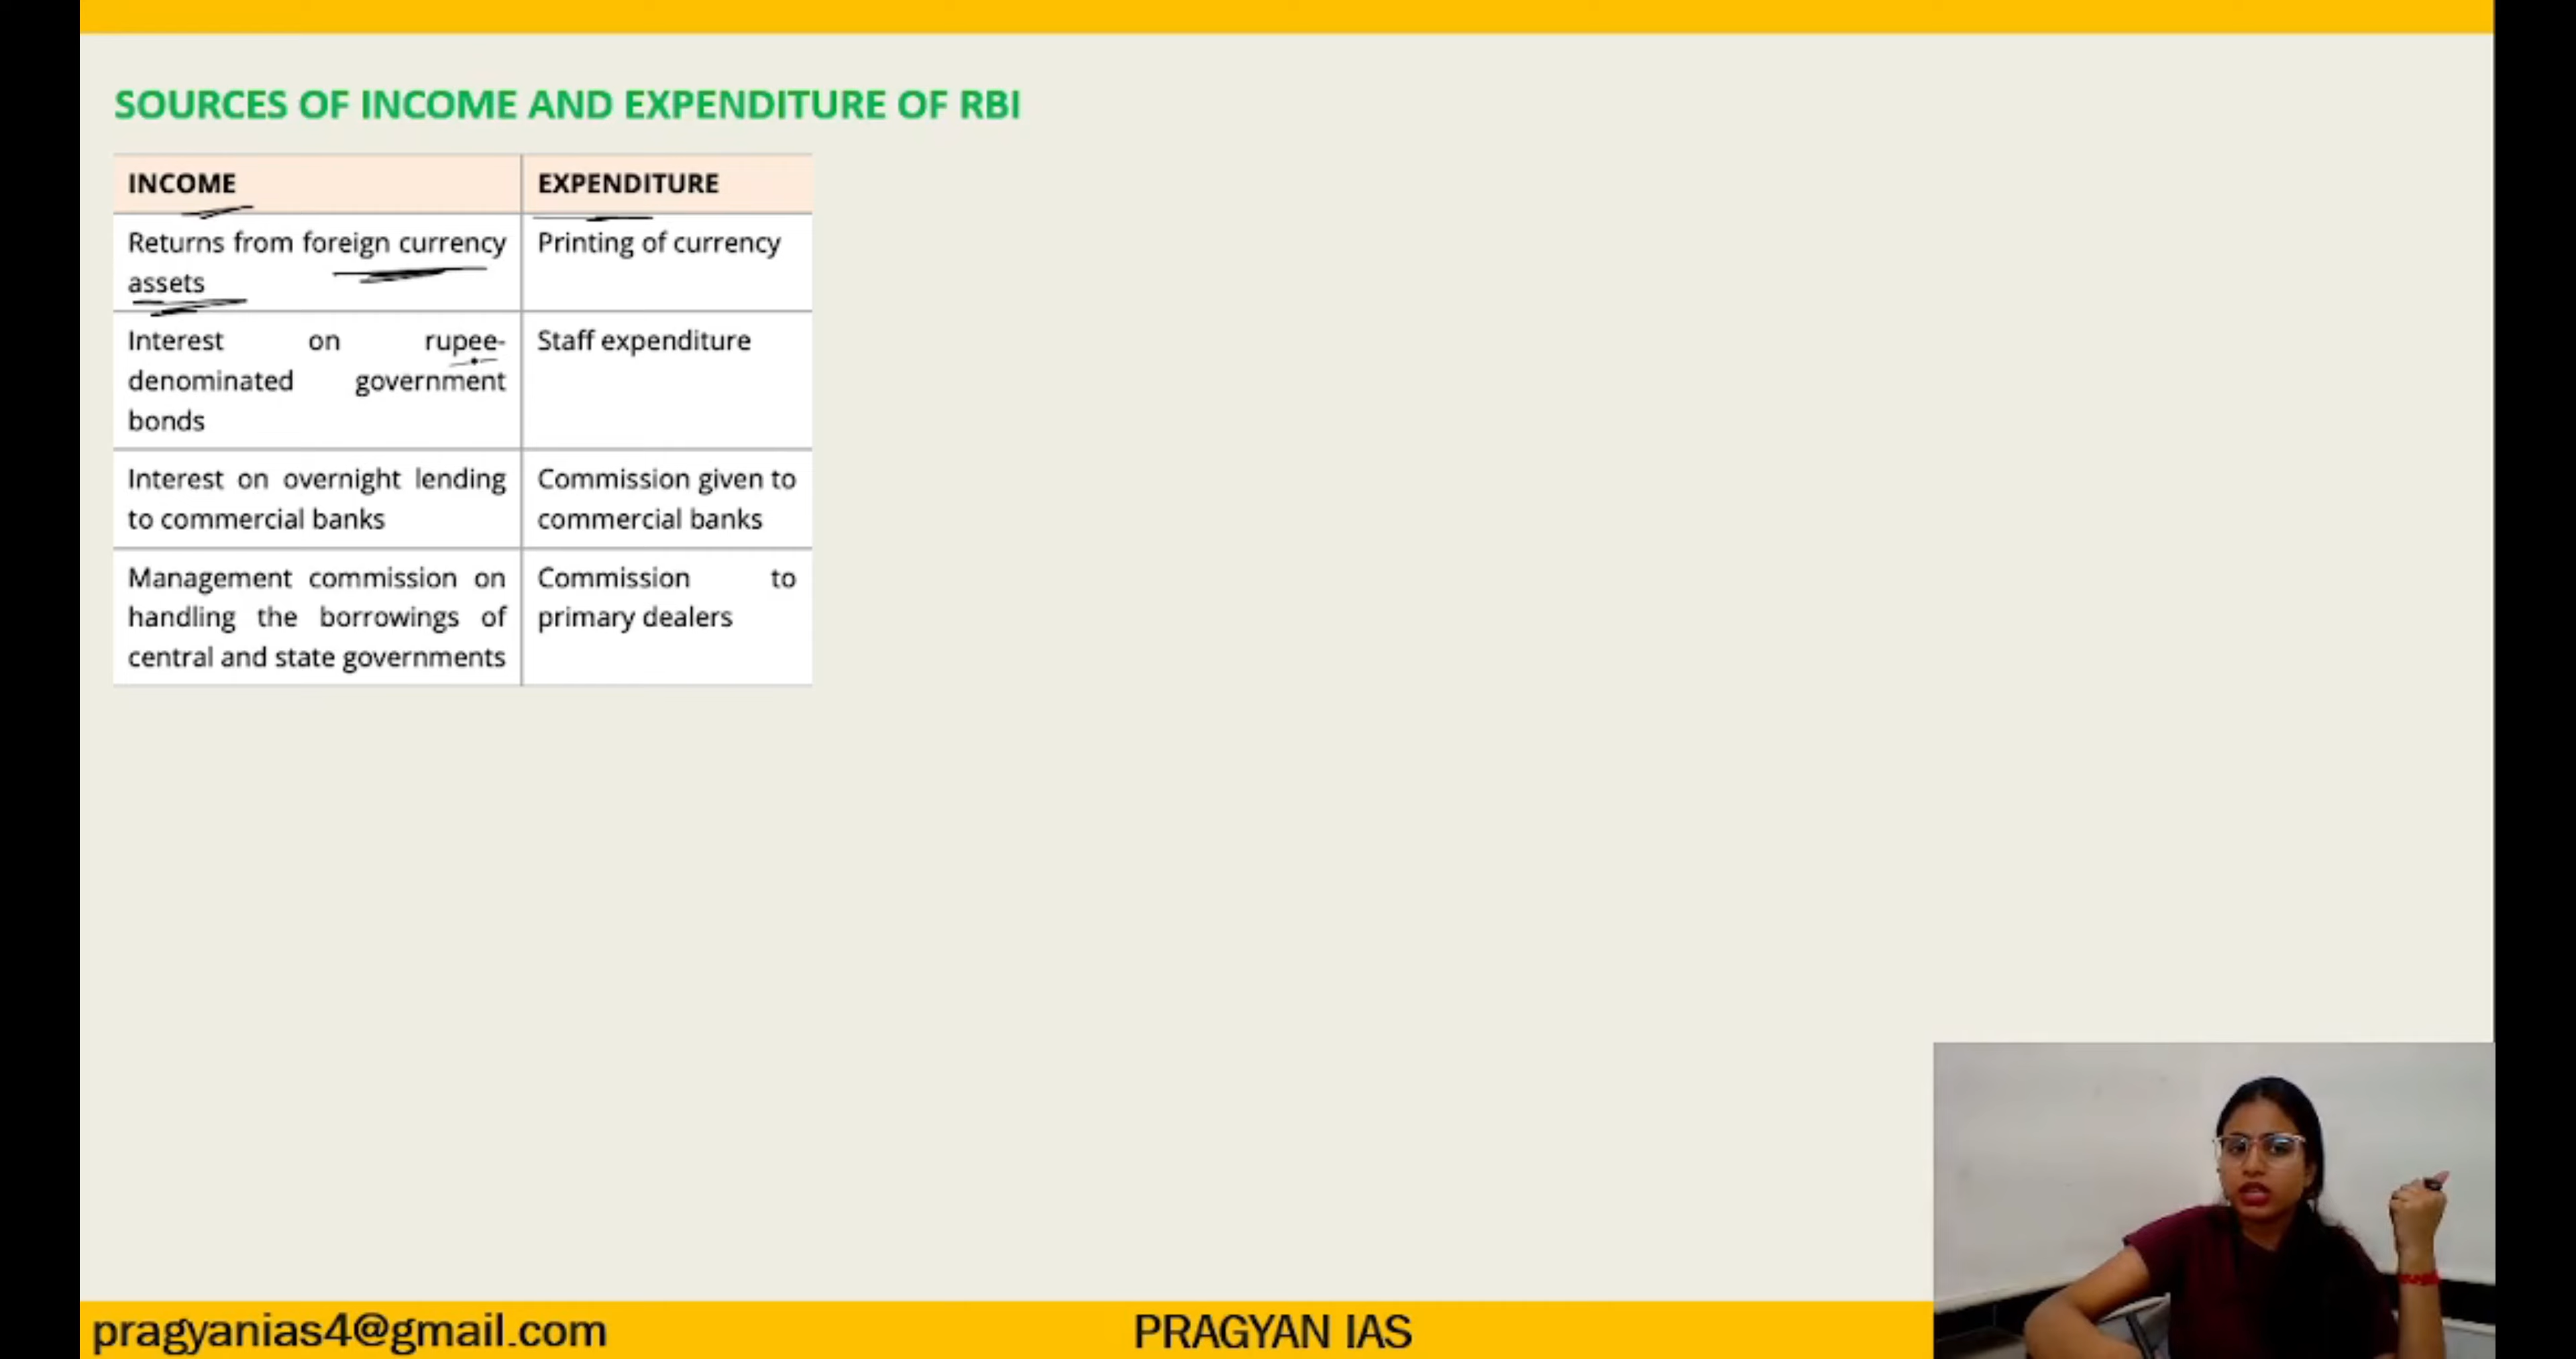 SOURCES OF INCOME AND EXPENDITURE OF RBI
INCOME
EXPENDITURE
Returns from foreign currency
assets
Printing of currency
Interest on rupee-
denominated government
bonds
Staff expenditure
Interest on overnight lending
to commercial banks
Commission given to
commercial banks
Management commission on
handling the borrowings of
central and state governments
Commission to
primary dealers
pragyanias4@gmail.com
PRAGYAN IAS